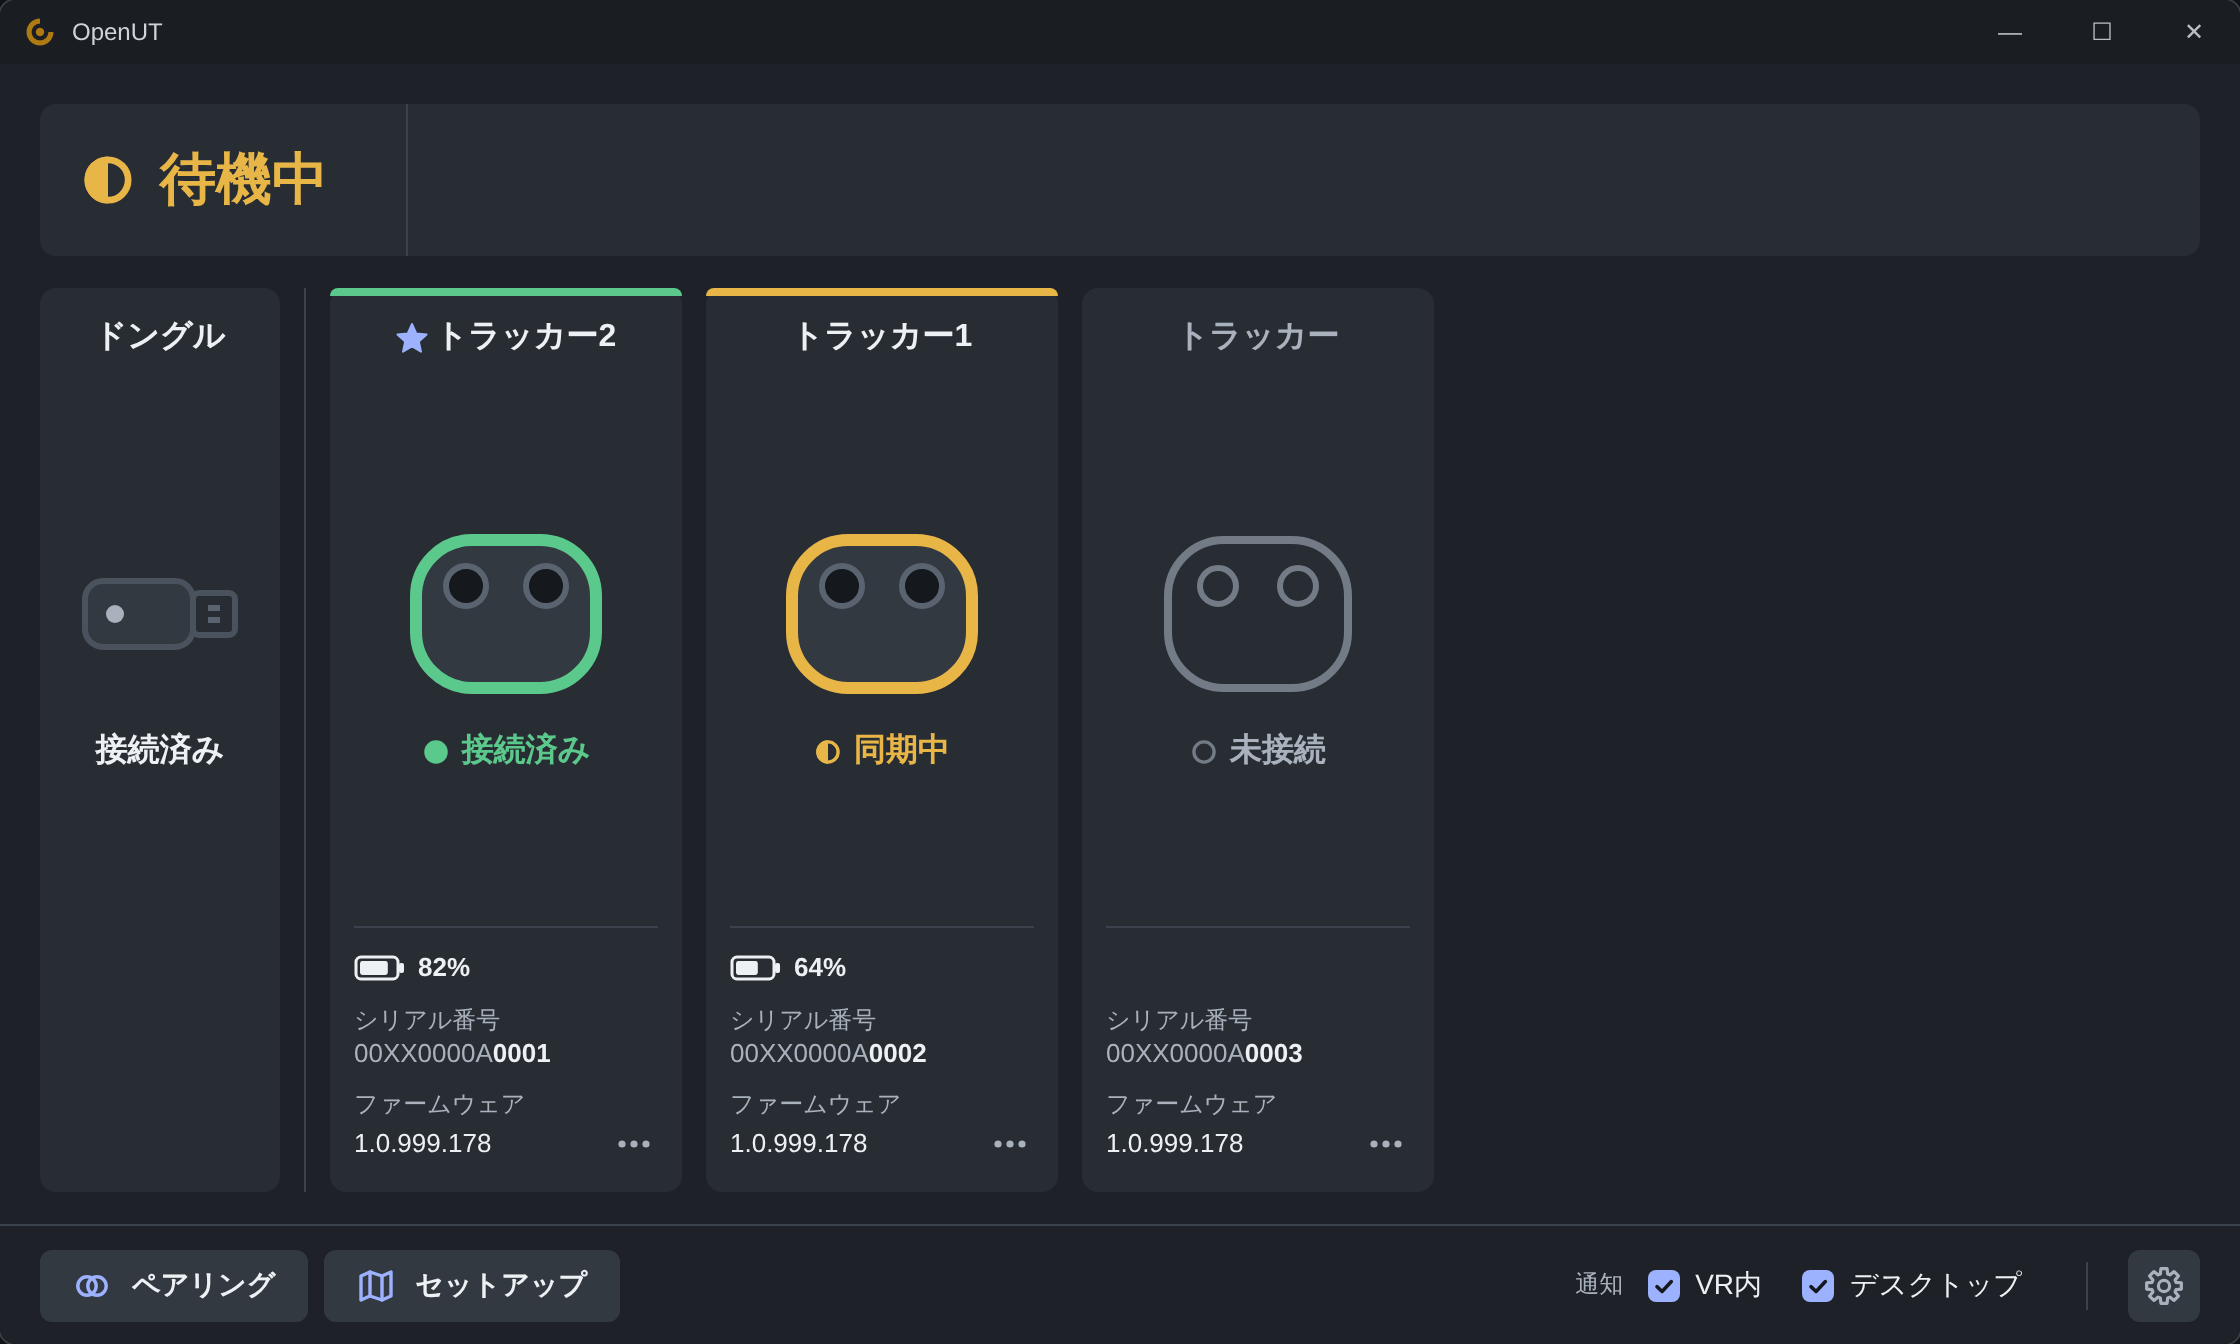 OpenUT
待機中
ドングル
接続済み
トラッカー2
接続済み
82%
シリアル番号
00XX0000A0001
ファームウェア
1.0.999.178
トラッカー1
同期中
64%
シリアル番号
00XX0000A0002
ファームウェア
1.0.999.178
トラッカー
未接続
シリアル番号
00XX0000A0003
ファームウェア
1.0.999.178
ペアリング
セットアップ
通知
VR内
デスクトップ